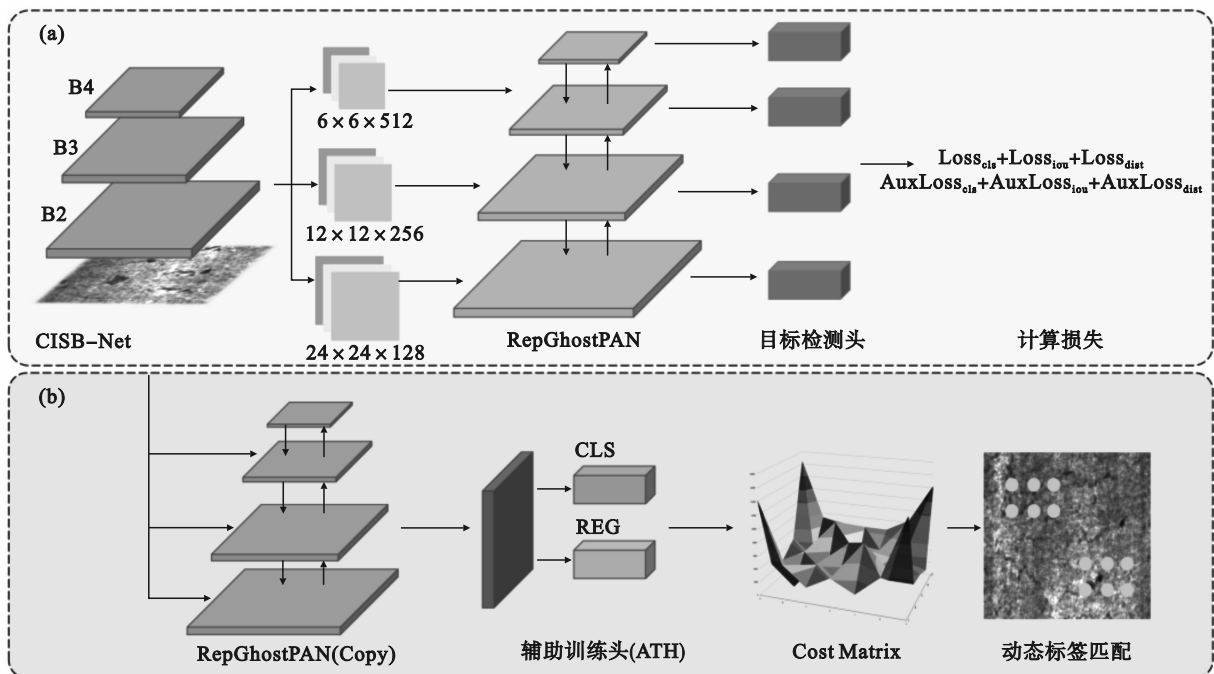 (a)
B4
B3
B2
CISB-Net
6×6×512
12×12×256
24×24×128
RepGhostPAN
目标检测头
Loss_cls+Loss_iou+Loss_dist
AuxLoss_cls+AuxLoss_iou+AuxLoss_dist
计算损失
(b)
RepGhostPAN(Copy)
CLS
REG
辅助训练头(ATH)
Cost Matrix
动态标签匹配